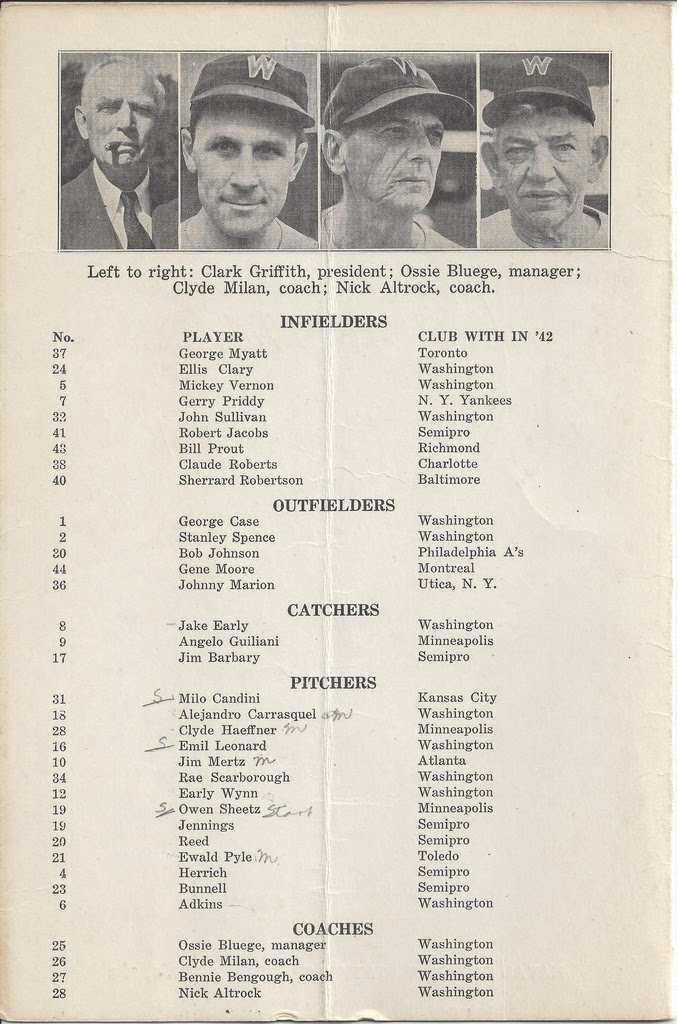 W W W
Left to right: Clark Griffith, president; Ossie Bluege, manager;
Clyde Milan, coach; Nick Altrock, coach.
INFIELDERS
No. PLAYER CLUB WITH IN '42
37 George Myatt Toronto
24 Ellis Clary Washington
5 Mickey Vernon Washington
7 Gerry Priddy N. Y. Yankees
32 John Sullivan Washington
41 Robert Jacobs Semipro
43 Bill Prout Richmond
38 Claude Roberts Charlotte
40 Sherrard Robertson Baltimore
OUTFIELDERS
1 George Case Washington
2 Stanley Spence Washington
30 Bob Johnson Philadelphia A's
44 Gene Moore Montreal
36 Johnny Marion Utica, N. Y.
CATCHERS
8 Jake Early Washington
9 Angelo Guiliani Minneapolis
17 Jim Barbary Semipro
PITCHERS
31 S Milo Candini Kansas City
18 Alejandro Carrasquel m Washington
28 Clyde Haeffner m Minneapolis
16 S Emil Leonard Washington
10 Jim Mertz m Atlanta
34 Rae Scarborough Washington
12 Early Wynn Washington
19 S Owen Sheetz Start Minneapolis
19 Jennings Semipro
20 Reed Semipro
21 Ewald Pyle m Toledo
4 Herrich Semipro
23 Bunnell Semipro
6 Adkins Washington
COACHES
25 Ossie Bluege, manager Washington
26 Clyde Milan, coach Washington
27 Bennie Bengough, coach Washington
28 Nick Altrock Washington